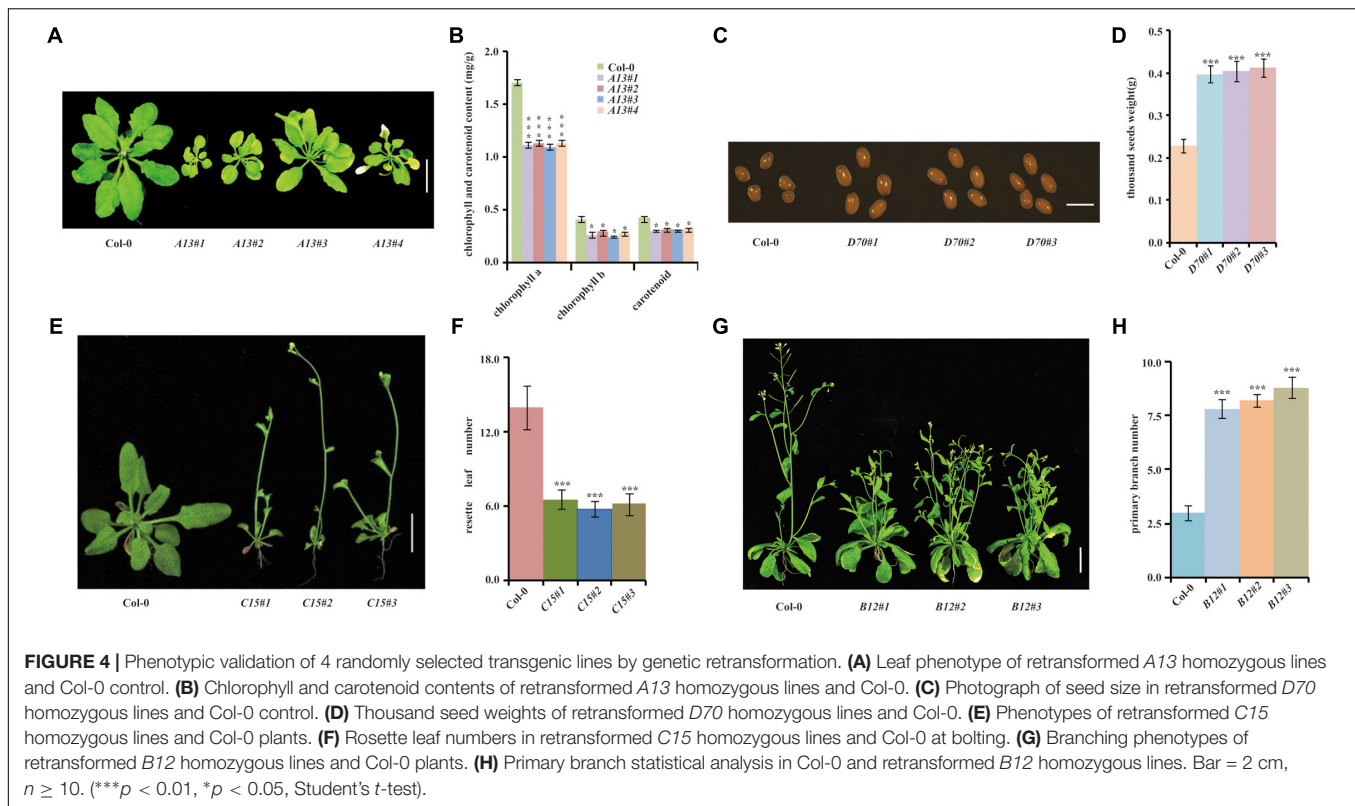 A
Col-0 A13#1 A13#2 A13#3 A13#4
B
chlorophyll and carotenoid content (mg/g)
2.0
1.5
1.0
0.5
0.0
Col-0
A13#1
A13#2
A13#3
A13#4
*** *** *** ***
* * * *
* * * *
chlorophyll a chlorophyll b carotenoid
C
Col-0 D70#1 D70#2 D70#3
D
thousand seeds weight(g)
0.5
0.4
0.3
0.2
0.1
0.0
*** *** ***
Col-0 D70#1 D70#2 D70#3
E
Col-0 C15#1 C15#2 C15#3
F
resette leaf number
18.0
12.0
6.0
0.0
*** *** ***
Col-0 C15#1 C15#2 C15#3
G
Col-0 B12#1 B12#2 B12#3
H
primary branch number
10.0
7.5
5.0
2.5
0.0
*** *** ***
Col-0 B12#1 B12#2 B12#3
FIGURE 4 | Phenotypic validation of 4 randomly selected transgenic lines by genetic retransformation. (A) Leaf phenotype of retransformed A13 homozygous lines
and Col-0 control. (B) Chlorophyll and carotenoid contents of retransformed A13 homozygous lines and Col-0. (C) Photograph of seed size in retransformed D70
homozygous lines and Col-0 control. (D) Thousand seed weights of retransformed D70 homozygous lines and Col-0. (E) Phenotypes of retransformed C15
homozygous lines and Col-0 plants. (F) Rosette leaf numbers in retransformed C15 homozygous lines and Col-0 at bolting. (G) Branching phenotypes of
retransformed B12 homozygous lines and Col-0 plants. (H) Primary branch statistical analysis in Col-0 and retransformed B12 homozygous lines. Bar = 2 cm,
n ≥ 10. (***p < 0.01, *p < 0.05, Student's t-test).